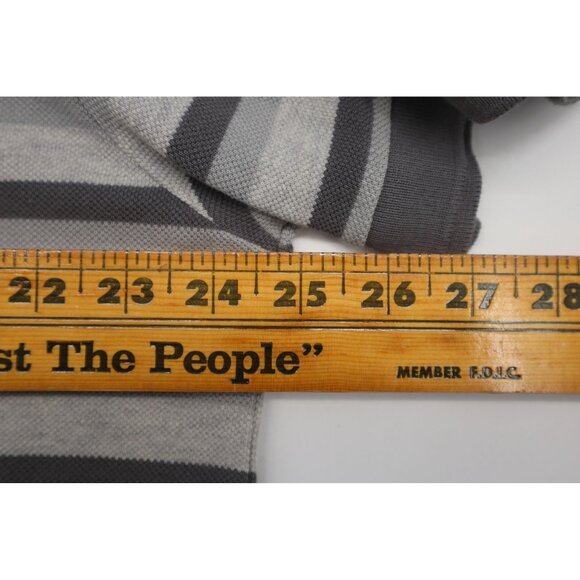 22 23 24 25 26 27 28
st The People”
MEMBER F.D.I.C.